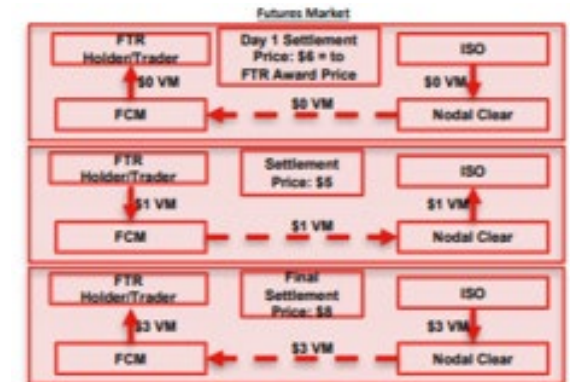 Futures Market
FTR
Holder/Trader
Day 1 Settlement
Price: $6 = to
FTR Award Price
ISO
$0 VM
$0 VM
$0 VM
FCM
Nodal Clear
FTR
Holder/Trader
Settlement
Price: $5
ISO
$1 VM
$1 VM
$1 VM
FCM
Nodal Clear
FTR
Holder/Trader
Final
Settlement
Price: $8
ISO
$3 VM
$3 VM
$3 VM
FCM
Nodal Clear